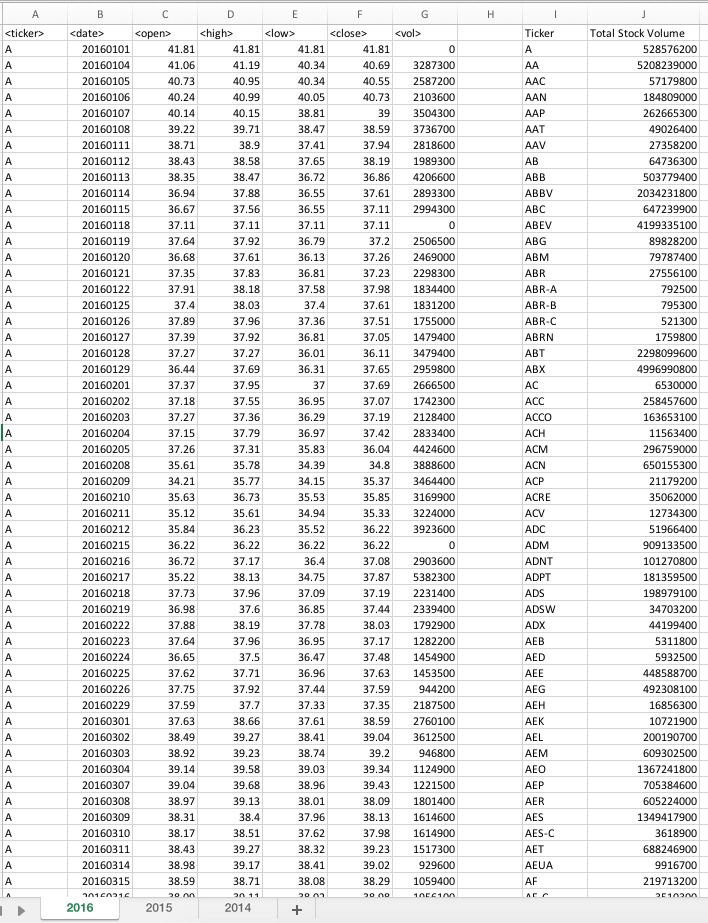 A B C D E F G H I J
<ticker> <date> <open> <high> <low> <close> <vol> Ticker Total Stock Volume
A 20160101 41.81 41.81 41.81 41.81 0 A 528576200
A 20160104 41.06 41.19 40.34 40.69 3287300 AA 5208239000
A 20160105 40.73 40.95 40.34 40.55 2587200 AAC 57179800
A 20160106 40.24 40.99 40.05 40.73 2103600 AAN 184809000
A 20160107 40.14 40.15 38.81 39 3504300 AAP 262665300
A 20160108 39.22 39.71 38.47 38.59 3736700 AAT 49026400
A 20160111 38.71 38.9 37.41 37.94 2818600 AAV 27358200
A 20160112 38.43 38.58 37.65 38.19 1989300 AB 64736300
A 20160113 38.35 38.47 36.72 36.86 4206600 ABB 503779400
A 20160114 36.94 37.88 36.55 37.61 2893300 ABBV 2034231800
A 20160115 36.67 37.56 36.55 37.11 2994300 ABC 647239900
A 20160118 37.11 37.11 37.11 37.11 0 ABEV 4199335100
A 20160119 37.64 37.92 36.79 37.2 2506500 ABG 89828200
A 20160120 36.68 37.61 36.13 37.26 2469000 ABM 79787400
A 20160121 37.35 37.83 36.81 37.23 2298300 ABR 27556100
A 20160122 37.91 38.18 37.58 37.98 1834400 ABR-A 792500
A 20160125 37.4 38.03 37.4 37.61 1831200 ABR-B 795300
A 20160126 37.89 37.96 37.36 37.51 1755000 ABR-C 521300
A 20160127 37.39 37.92 36.81 37.05 1479400 ABRN 1759800
A 20160128 37.27 37.27 36.01 36.11 3479400 ABT 2298099600
A 20160129 36.44 37.69 36.31 37.65 2959800 ABX 4996990800
A 20160201 37.37 37.95 37 37.69 2666500 AC 6530000
A 20160202 37.18 37.55 36.95 37.07 1742300 ACC 258457600
A 20160203 37.27 37.36 36.29 37.19 2128400 ACCO 163653100
A 20160204 37.15 37.79 36.97 37.42 2833400 ACH 11563400
A 20160205 37.26 37.31 35.83 36.04 4424600 ACM 296759000
A 20160208 35.61 35.78 34.39 34.8 3888600 ACN 650155300
A 20160209 34.21 35.77 34.15 35.37 3464400 ACP 21179200
A 20160210 35.63 36.73 35.53 35.85 3169900 ACRE 35062000
A 20160211 35.12 35.61 34.94 35.33 3224000 ACV 12734300
A 20160212 35.84 36.23 35.52 36.22 3923600 ADC 51966400
A 20160215 36.22 36.22 36.22 36.22 0 ADM 909133500
A 20160216 36.72 37.17 36.4 37.08 2903600 ADNT 101270800
A 20160217 35.22 38.13 34.75 37.87 5382300 ADPT 181359500
A 20160218 37.73 37.96 37.09 37.19 2231400 ADS 198979100
A 20160219 36.98 37.6 36.85 37.44 2339400 ADSW 34703200
A 20160222 37.88 38.19 37.78 38.03 1792900 ADX 44199400
A 20160223 37.64 37.96 36.95 37.17 1282200 AEB 5311800
A 20160224 36.65 37.5 36.47 37.48 1454900 AED 5932500
A 20160225 37.62 37.71 36.96 37.63 1453500 AEE 448588700
A 20160226 37.75 37.92 37.44 37.59 944200 AEG 492308100
A 20160229 37.59 37.7 37.33 37.35 2187500 AEH 16856300
A 20160301 37.63 38.66 37.61 38.59 2760100 AEK 10721900
A 20160302 38.49 39.27 38.41 39.04 3612500 AEL 200190700
A 20160303 38.92 39.23 38.74 39.2 946800 AEM 609302500
A 20160304 39.14 39.58 39.03 39.34 1124900 AEO 1367241800
A 20160307 39.04 39.68 38.96 39.43 1221500 AEP 705384600
A 20160308 38.97 39.13 38.01 38.09 1801400 AER 605224000
A 20160309 38.31 38.4 37.96 38.13 1614600 AES 1349417900
A 20160310 38.17 38.51 37.62 37.98 1614900 AES-C 3618900
A 20160311 38.43 39.27 38.32 39.23 1517300 AET 688246900
A 20160314 38.98 39.17 38.41 39.02 929600 AEUA 9916700
A 20160315 38.59 38.71 38.08 38.29 1059400 AF 219713200
2016 2015 2014 +